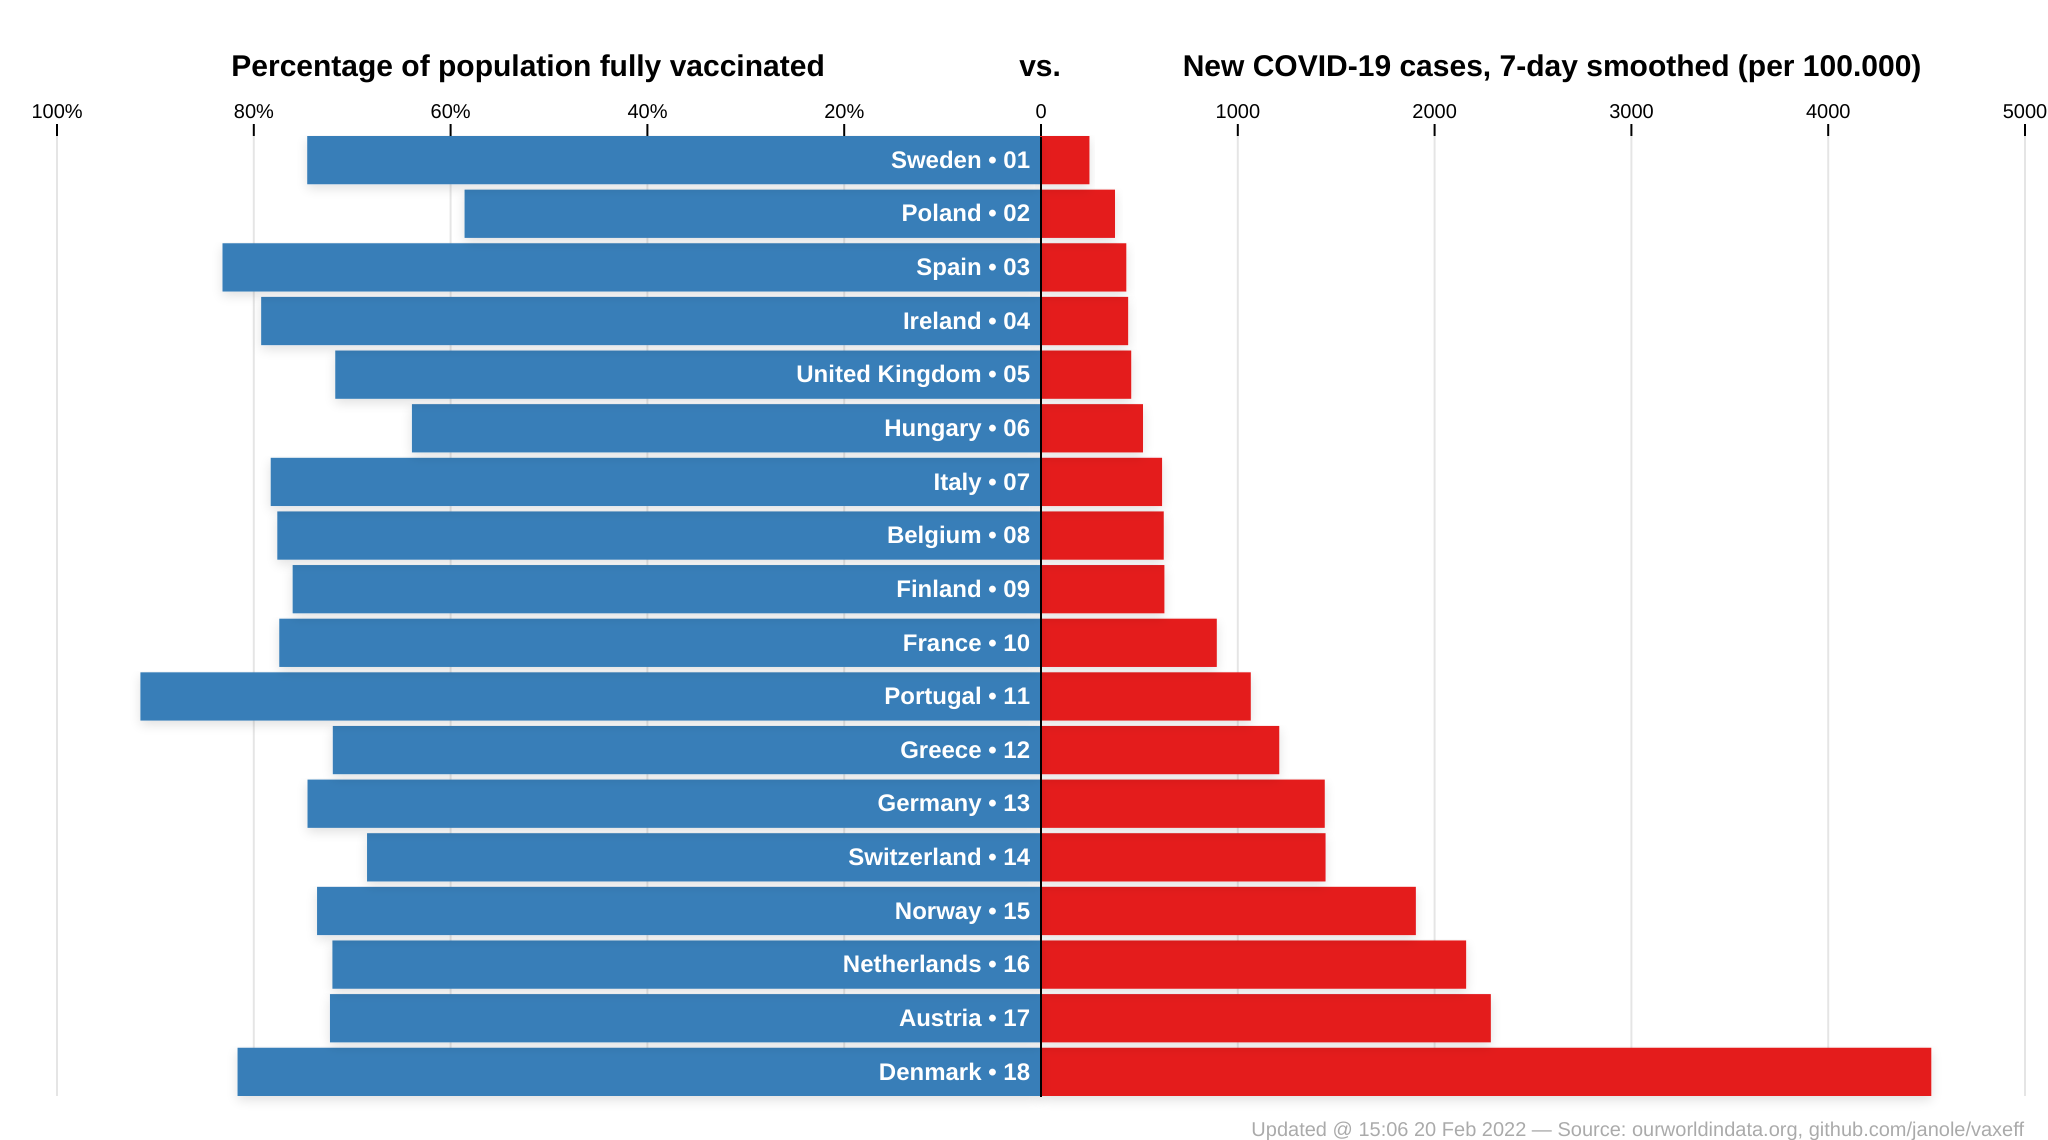 Percentage of population fully vaccinated vs. New COVID-19 cases, 7-day smoothed (per 100.000)
100% 80% 60% 40% 20% 0 1000 2000 3000 4000 5000
Sweden • 01
Poland • 02
Spain • 03
Ireland • 04
United Kingdom • 05
Hungary • 06
Italy • 07
Belgium • 08
Finland • 09
France • 10
Portugal • 11
Greece • 12
Germany • 13
Switzerland • 14
Norway • 15
Netherlands • 16
Austria • 17
Denmark • 18
Updated @ 15:06 20 Feb 2022 — Source: ourworldindata.org, github.com/janole/vaxeff